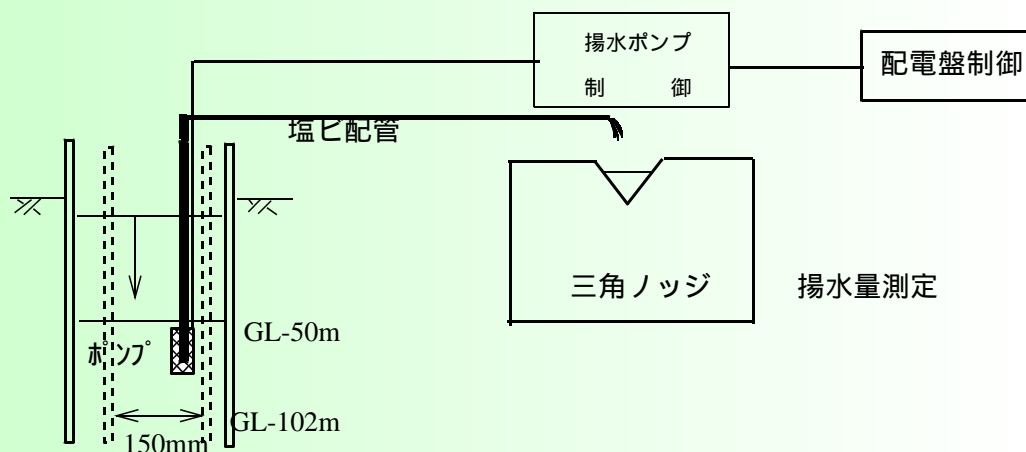 揚水ポンプ
制 御
配電盤制御
塩ビ配管
三角ノッジ
揚水量測定
GL-50m
ポンプ
GL-102m
150mm